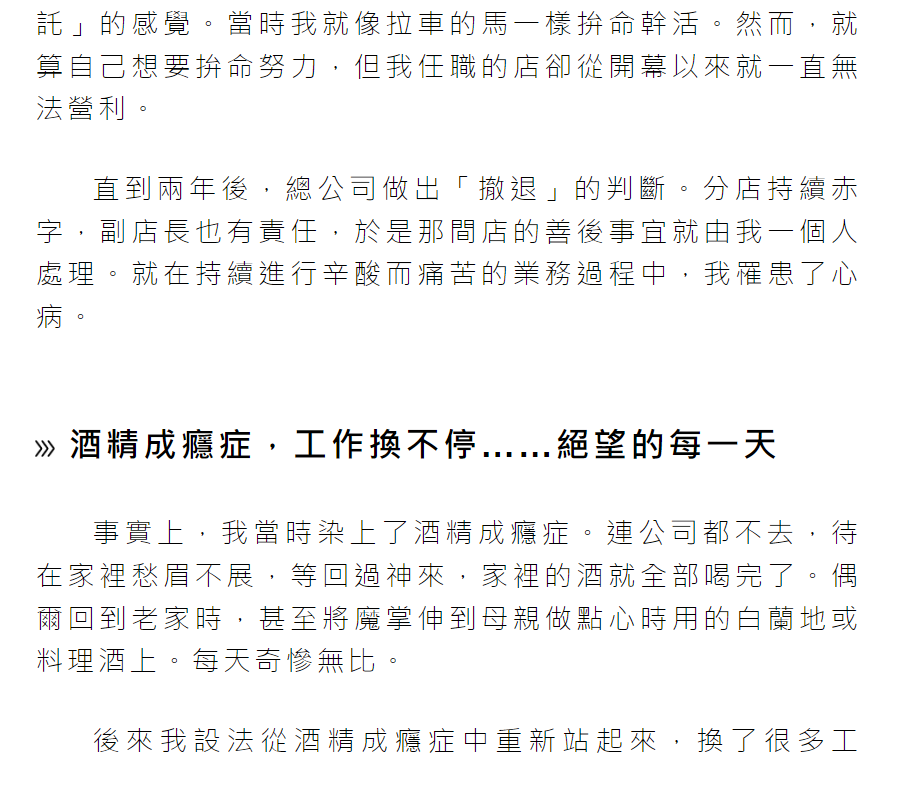 託」的感覺。當時我就像拉車的馬一樣拚命幹活。然而，就
算自己想要拚命努力，但我任職的店卻從開幕以來就一直無
法營利。
直到兩年後，總公司做出「撤退」的判斷。分店持續赤
字，副店長也有責任，於是那間店的善後事宜就由我一個人
處理。就在持續進行辛酸而痛苦的業務過程中，我罹患了心
病。
»› 酒精成癮症，工作換不停……絕望的每一天
事實上，我當時染上了酒精成癮症。連公司都不去，待
在家裡愁眉不展，等回過神來，家裡的酒就全部喝完了。偶
爾回到老家時，甚至將魔掌伸到母親做點心時用的白蘭地或
料理酒上。每天奇慘無比。
後來我設法從酒精成癮症中重新站起來，換了很多工